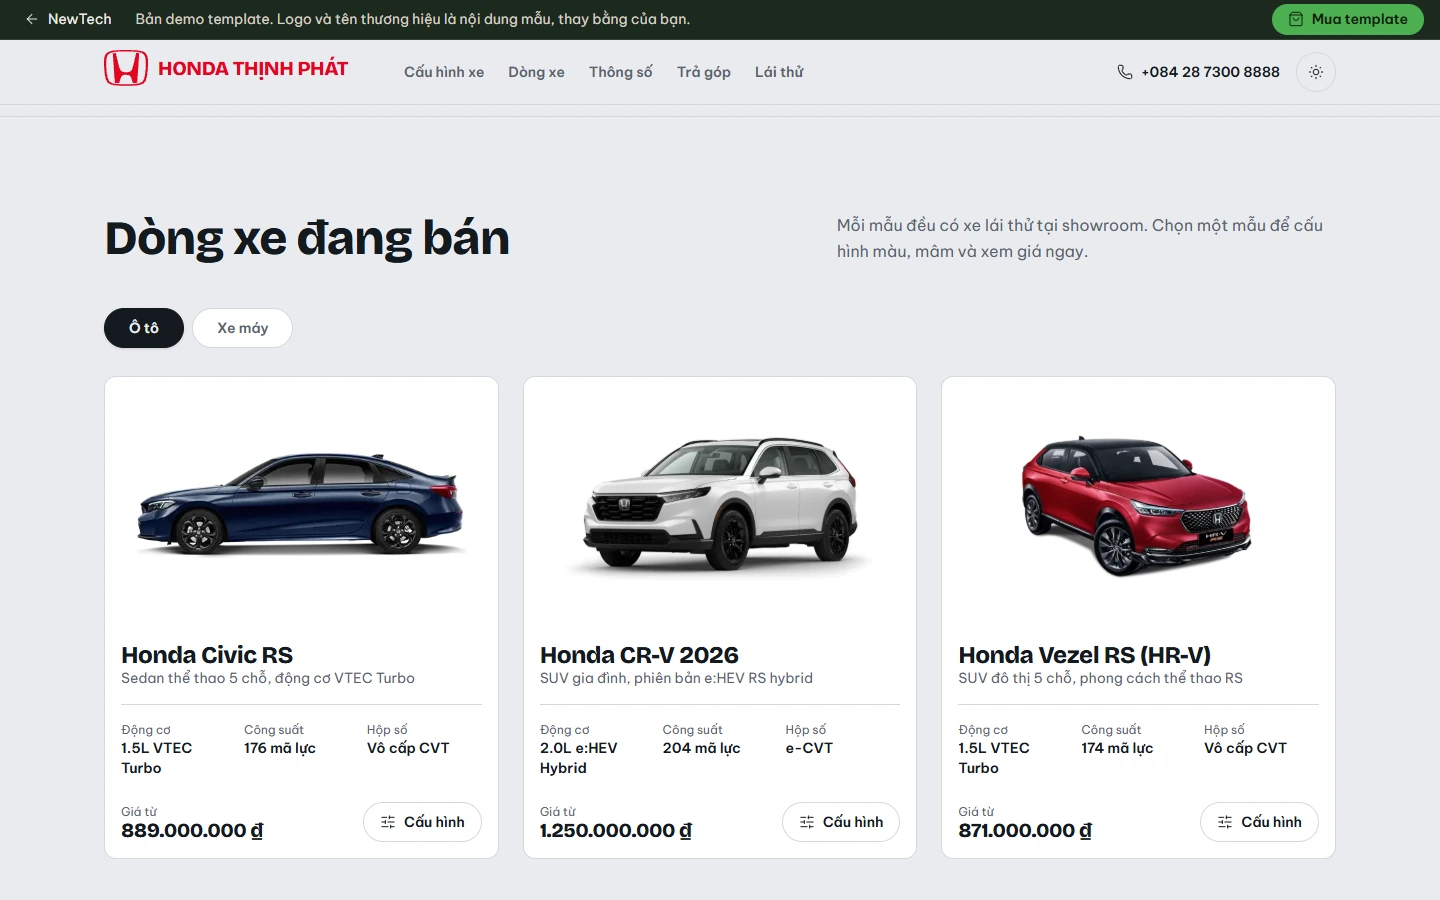 NewTech
Bản demo template. Logo và tên thương hiệu là nội dung mẫu, thay bằng của bạn.
Mua template
HONDA THỊNH PHÁT
Cấu hình xe
Dòng xe
Thông số
Trả góp
Lái thử
+084 28 7300 8888
Dòng xe đang bán
Mỗi mẫu đều có xe lái thử tại showroom. Chọn một mẫu để cấu
hình màu, mâm và xem giá ngay.
Ô tô
Xe máy
Honda Civic RS
Sedan thể thao 5 chỗ, động cơ VTEC Turbo
Động cơ
1.5L VTEC
Turbo
Công suất
176 mã lực
Hộp số
Vô cấp CVT
Giá từ
889.000.000 ₫
Cấu hình
Honda CR-V 2026
SUV gia đình, phiên bản e:HEV RS hybrid
Động cơ
2.0L e:HEV
Hybrid
Công suất
204 mã lực
Hộp số
e-CVT
Giá từ
1.250.000.000 ₫
Cấu hình
Honda Vezel RS (HR-V)
SUV đô thị 5 chỗ, phong cách thể thao RS
Động cơ
1.5L VTEC
Turbo
Công suất
174 mã lực
Hộp số
Vô cấp CVT
Giá từ
871.000.000 ₫
Cấu hình